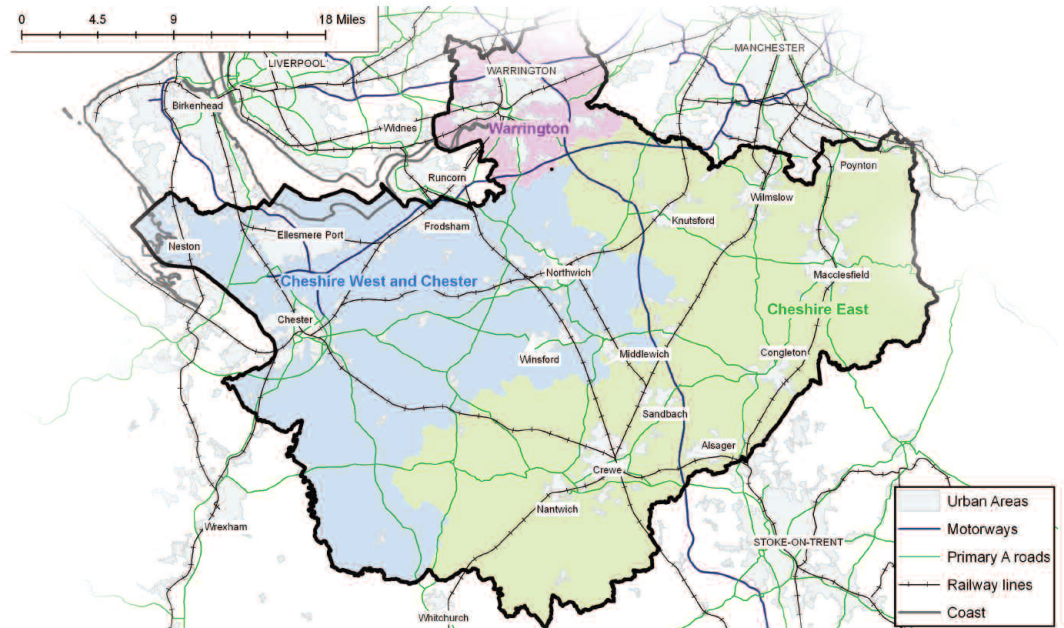 0 4.5 9 18 Miles
MANCHESTER
LIVERPOOL
WARRINGTON
Birkenhead
Widnes
Warrington
Poynton
Runcorn
Wilmslow
Knutsford
Frodsham
Ellesmere Port
Neston
Northwich
Macclesfield
Cheshire West and Chester
Cheshire East
Chester
Winsford
Middlewich
Congleton
Sandbach
Alsager
Crewe
Nantwich
Wrexham
STOKE-ON-TRENT
Whitchurch
Urban Areas
Motorways
Primary A roads
Railway lines
Coast